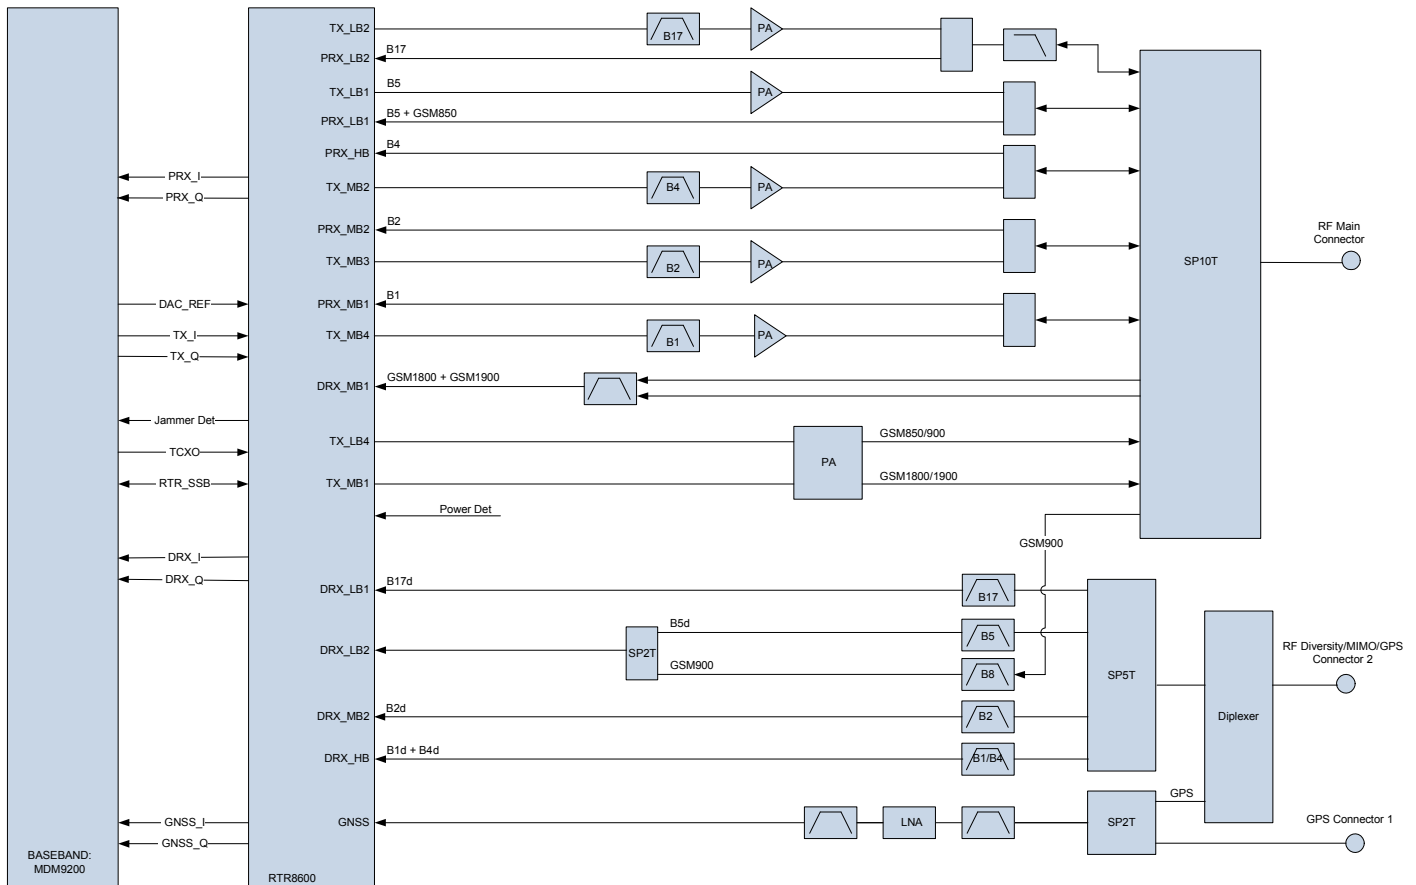 TX_LB2
B17
PA
B17
PRX_LB2
TX_LB1
B5
PA
PRX_LB1
B5 + GSM850
PRX_HB
B4
PRX_I
TX_MB2
B4
PA
PRX_Q
PRX_MB2
B2
RF Main
Connector
TX_MB3
B2
PA
SP10T
DAC_REF
PRX_MB1
B1
TX_I
TX_MB4
B1
PA
TX_Q
DRX_MB1
GSM1800 + GSM1900
Jammer Det
TX_LB4
GSM850/900
TCXO
PA
RTR_SSB
TX_MB1
GSM1800/1900
Power Det
GSM900
DRX_I
DRX_Q
DRX_LB1
B17d
B17
B5d
B5
DRX_LB2
SP2T
RF Diversity/MIMO/GPS
Connector 2
GSM900
B8
SP5T
DRX_MB2
B2d
B2
Diplexer
DRX_HB
B1d + B4d
B1/B4
GPS
GNSS_I
GNSS
LNA
SP2T
GPS Connector 1
GNSS_Q
BASEBAND:
MDM9200
RTR8600